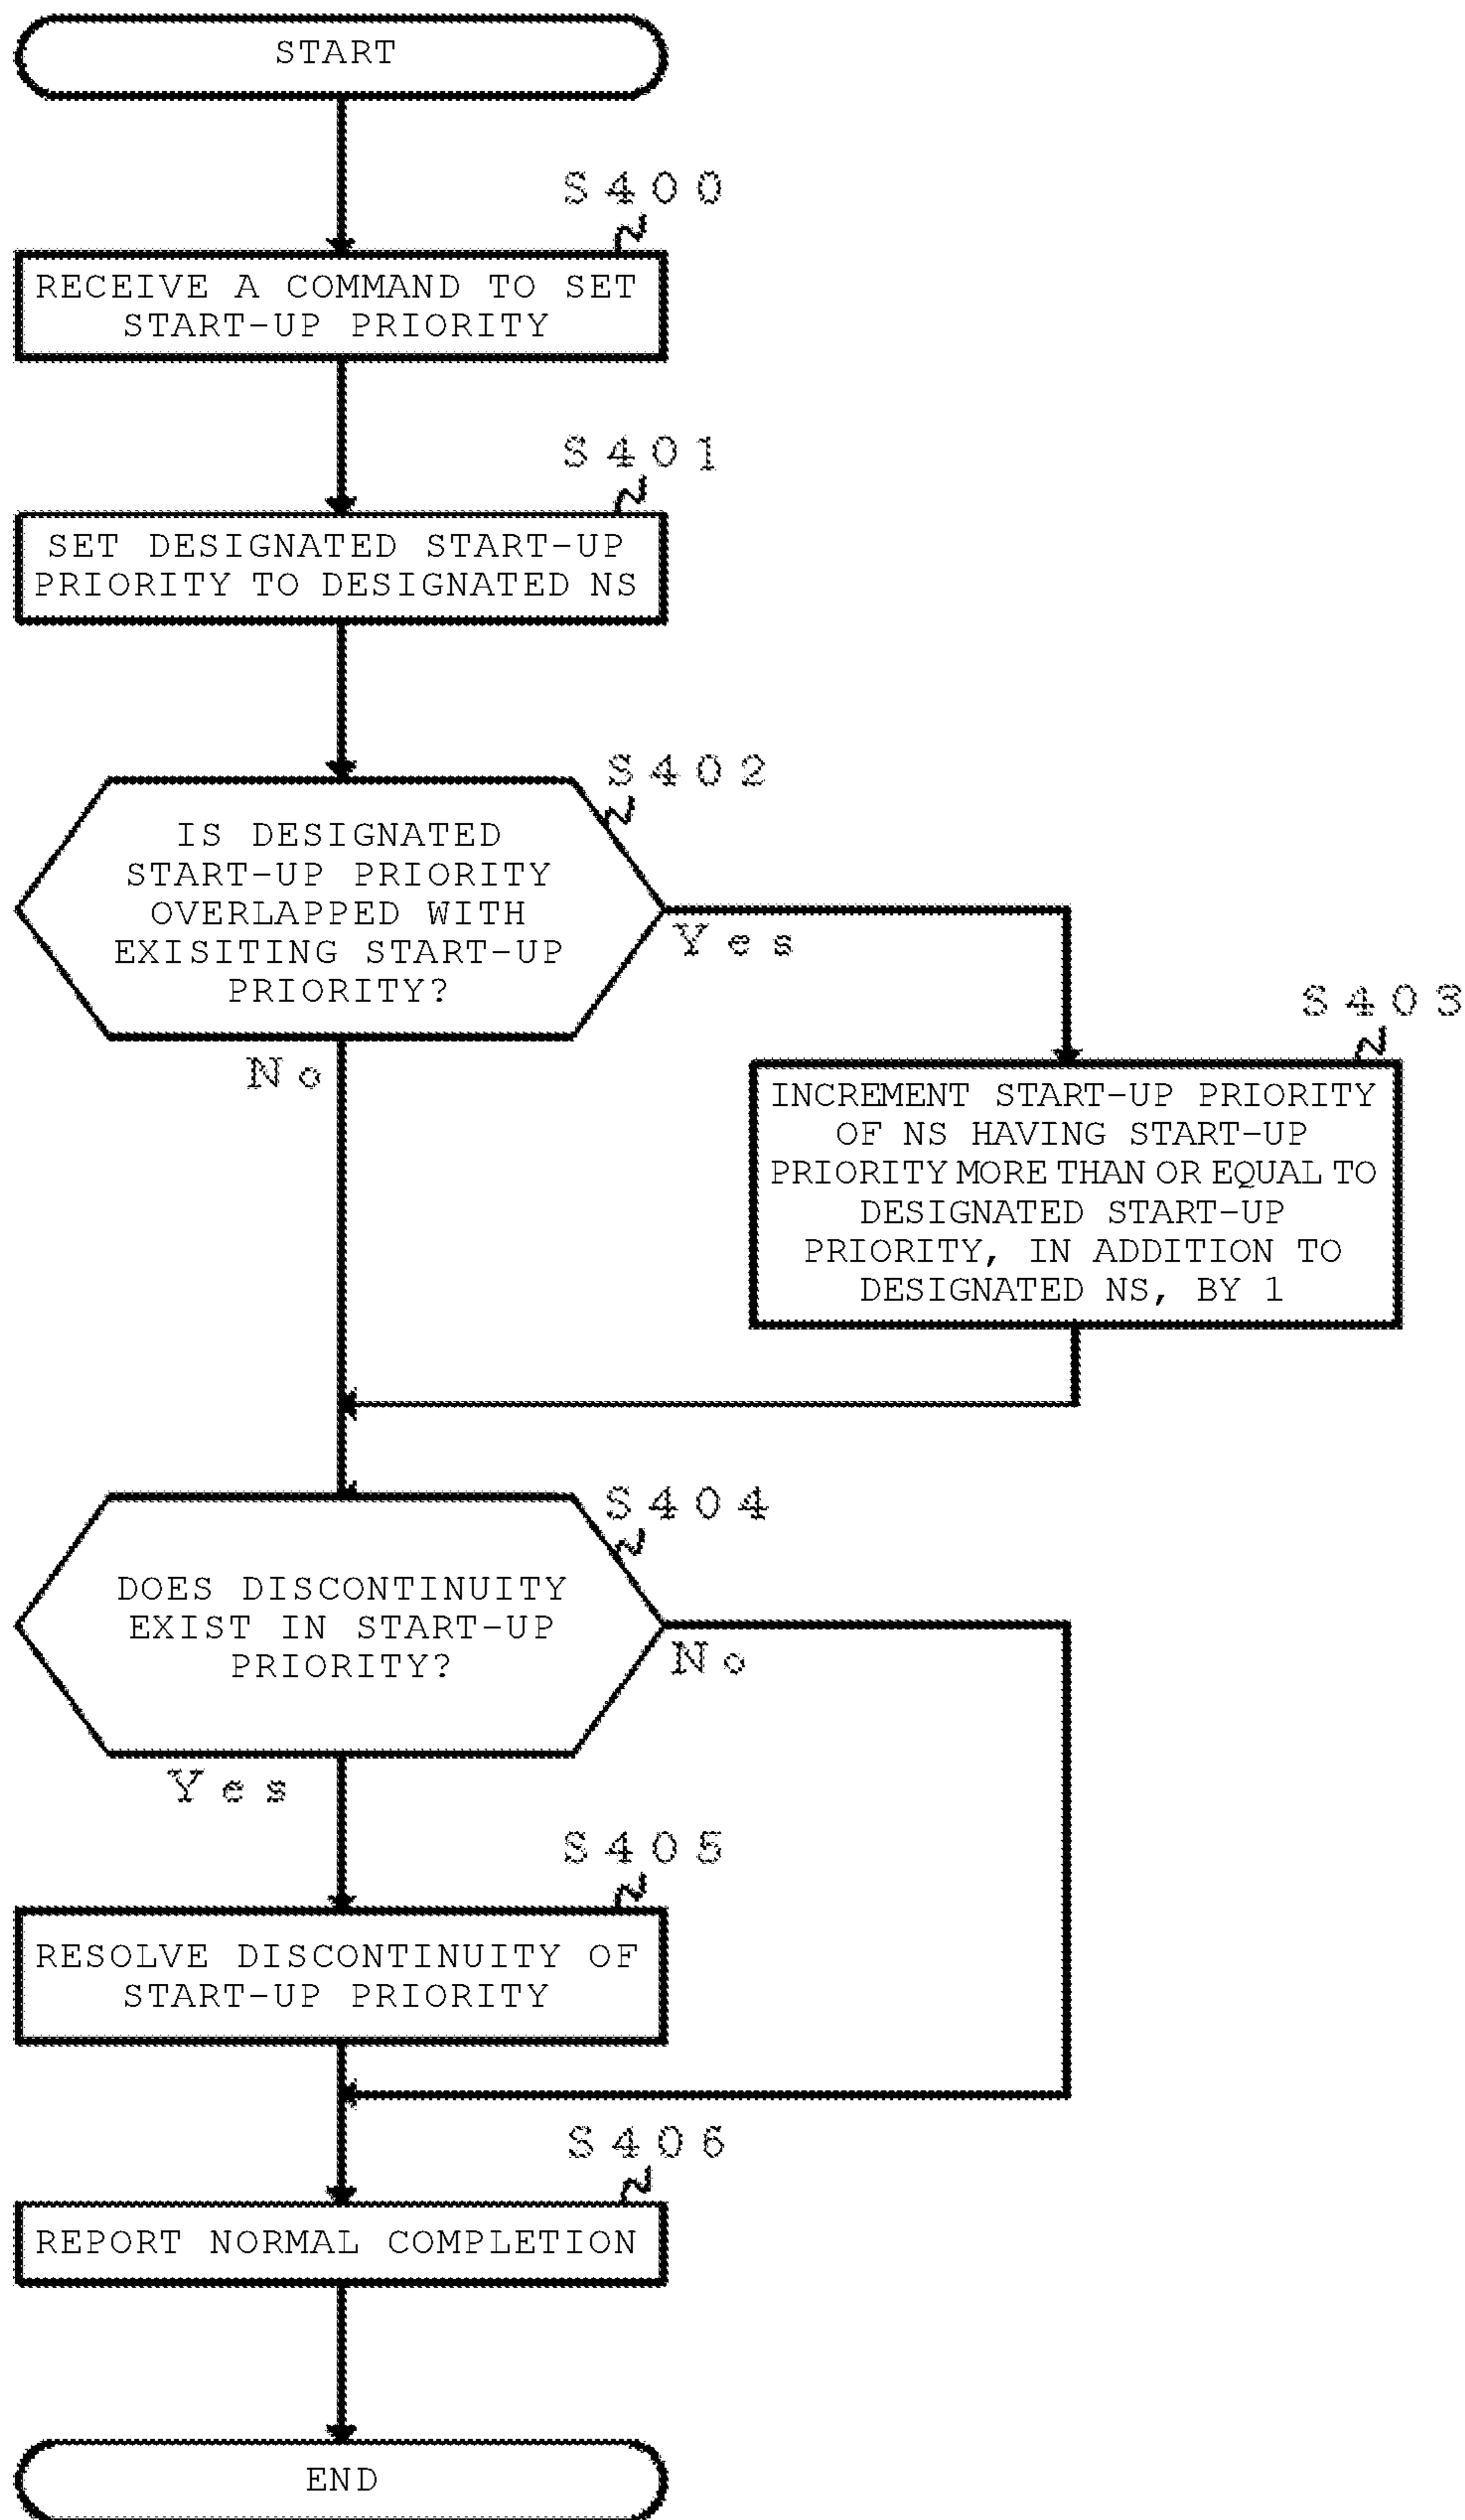 START
S400
RECEIVE A COMMAND TO SET
START-UP PRIORITY
S401
SET DESIGNATED START-UP
PRIORITY TO DESIGNATED NS
S402
IS DESIGNATED
START-UP PRIORITY
OVERLAPPED WITH
EXISITING START-UP
PRIORITY?
Yes
No
S403
INCREMENT START-UP PRIORITY
OF NS HAVING START-UP
PRIORITY MORE THAN OR EQUAL TO
DESIGNATED START-UP
PRIORITY, IN ADDITION TO
DESIGNATED NS, BY 1
S404
DOES DISCONTINUITY
EXIST IN START-UP
PRIORITY?
No
Yes
S405
RESOLVE DISCONTINUITY OF
START-UP PRIORITY
S406
REPORT NORMAL COMPLETION
END